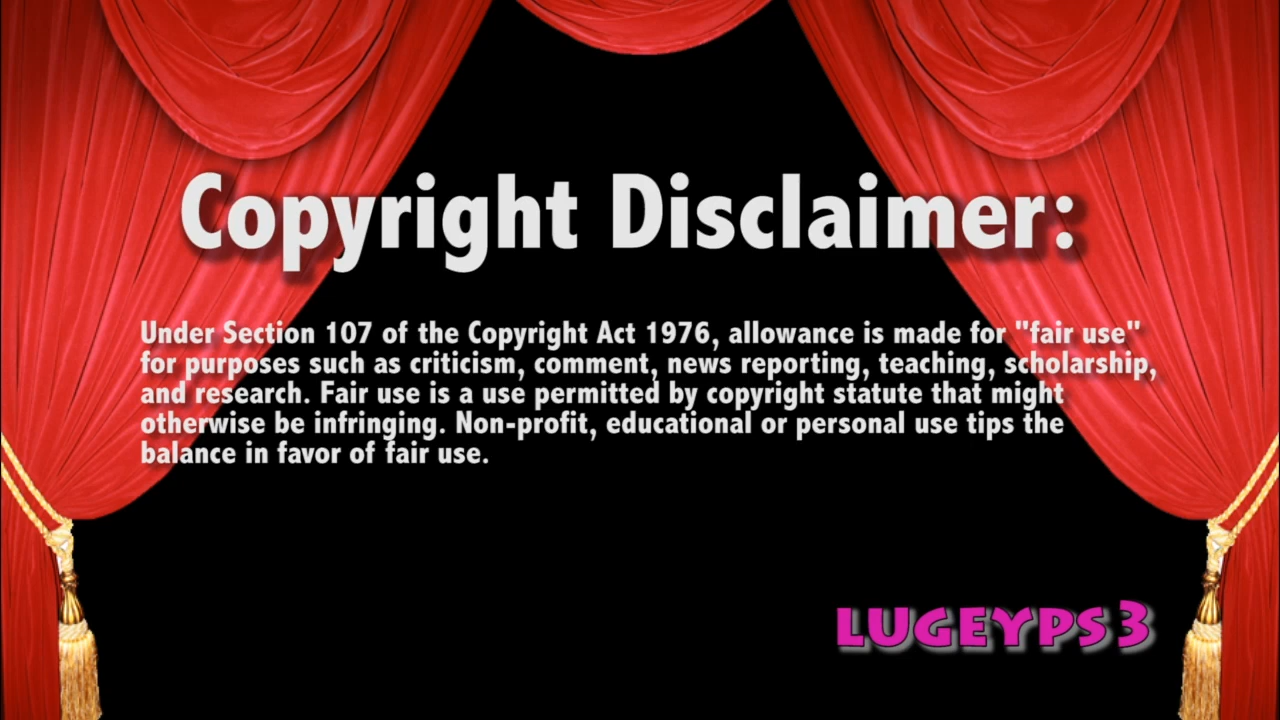 Copyright Disclaimer:
Under Section 107 of the Copyright Act 1976, allowance is made for "fair use"
for purposes such as criticism, comment, news reporting, teaching, scholarship,
and research. Fair use is a use permitted by copyright statute that might
otherwise be infringing. Non-profit, educational or personal use tips the
balance in favor of fair use.
LUGEYPS3